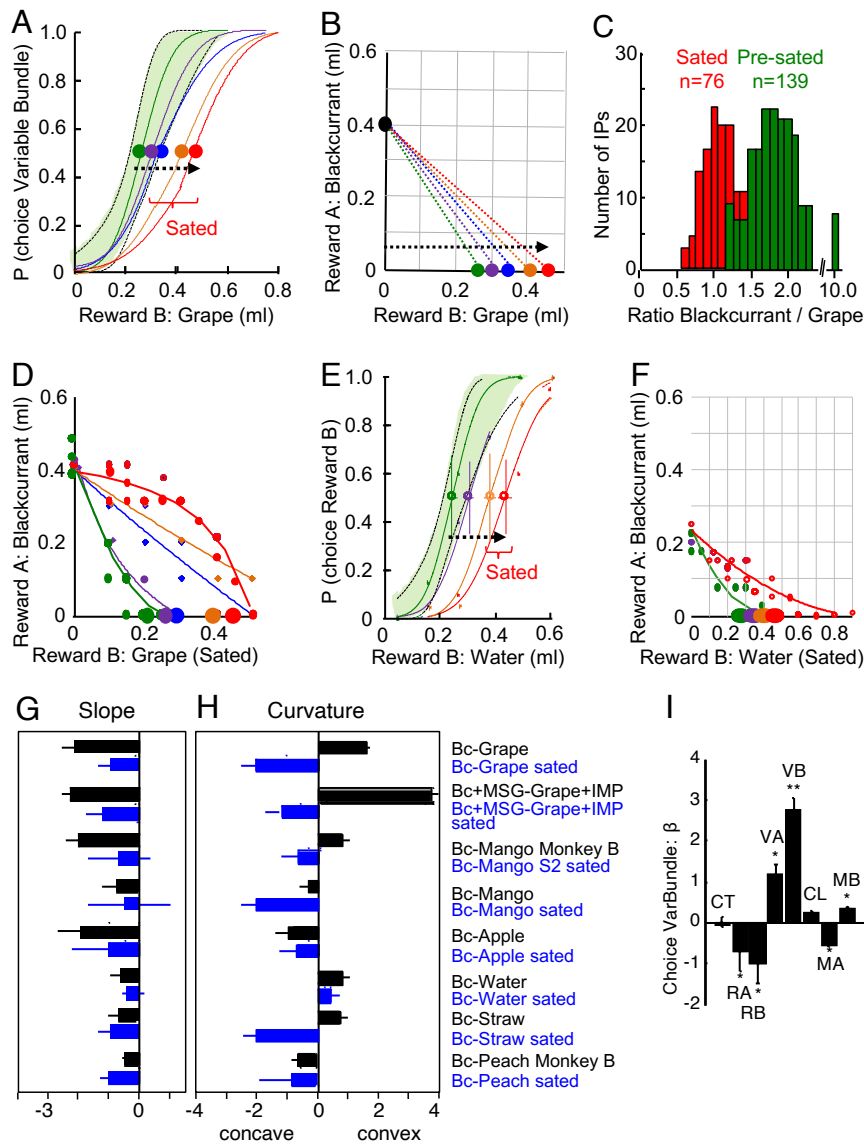 A
P (choice Variable Bundle)
1.0
0.8
0.6
0.4
0.2
0
0.2
0.4
0.6
0.8
Sated
Reward B: Grape (ml)
B
Reward A: Blackcurrant (ml)
0.6
0.4
0.2
0
0.2
0.4
0.6
Reward B: Grape (ml)
C
Number of IPs
30
20
10
0
Sated
n=76
Pre-sated
n=139
0.5
1.0
1.5
2.0
10.0
Ratio Blackcurrant / Grape
D
Reward A: Blackcurrant (ml)
0.6
0.4
0.2
0
0
0.2
0.4
0.6
Reward B: Grape (Sated)
E
P (choice Reward B)
1.0
0.8
0.6
0.4
0.2
0
0
0.2
0.4
0.6
Sated
Reward B: Water (ml)
F
Reward A: Blackcurrant (ml)
0.6
0.4
0.2
0
0
0.2
0.4
0.6
0.8
Reward B: Water (Sated)
G
Slope
-3
0
H
Curvature
-4
-2
0
2
4
concave
convex
Bc-Grape
Bc-Grape sated
Bc+MSG-Grape+IMP
Bc+MSG-Grape+IMP
sated
Bc-Mango Monkey B
Bc-Mango S2 sated
Bc-Mango
Bc-Mango sated
Bc-Apple
Bc-Apple sated
Bc-Water
Bc-Water sated
Bc-Straw
Bc-Straw sated
Bc-Peach Monkey B
Bc-Peach sated
I
Choice VarBundle: β
4
3
2
1
0
-1
-2
CT
RA
*
RB
*
VA
*
VB
**
CL
MA
*
MB
*